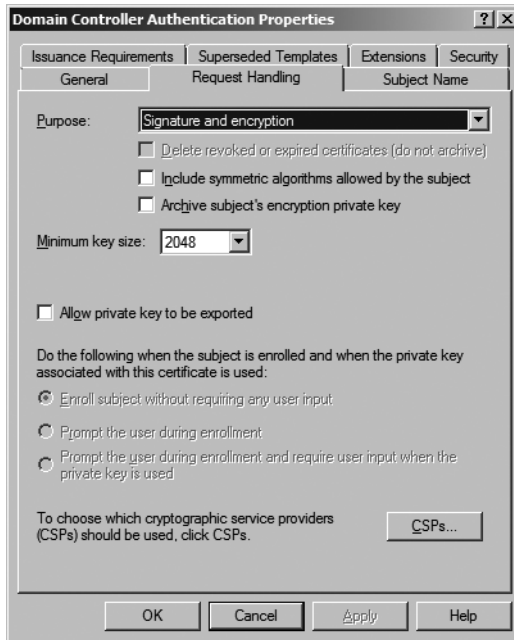 Domain Controller Authentication Properties
Issuance Requirements Superseded Templates Extensions Security
General Request Handling Subject Name
Purpose: Signature and encryption
Delete revoked or expired certificates (do not archive)
Include symmetric algorithms allowed by the subject
Archive subject's encryption private key
Minimum key size: 2048
Allow private key to be exported
Do the following when the subject is enrolled and when the private key
associated with this certificate is used:
Enroll subject without requiring any user input
Prompt the user during enrollment
Prompt the user during enrollment and require user input when the
private key is used
To choose which cryptographic service providers
(CSPs) should be used, click CSPs.
CSPs...
OK Cancel Apply Help